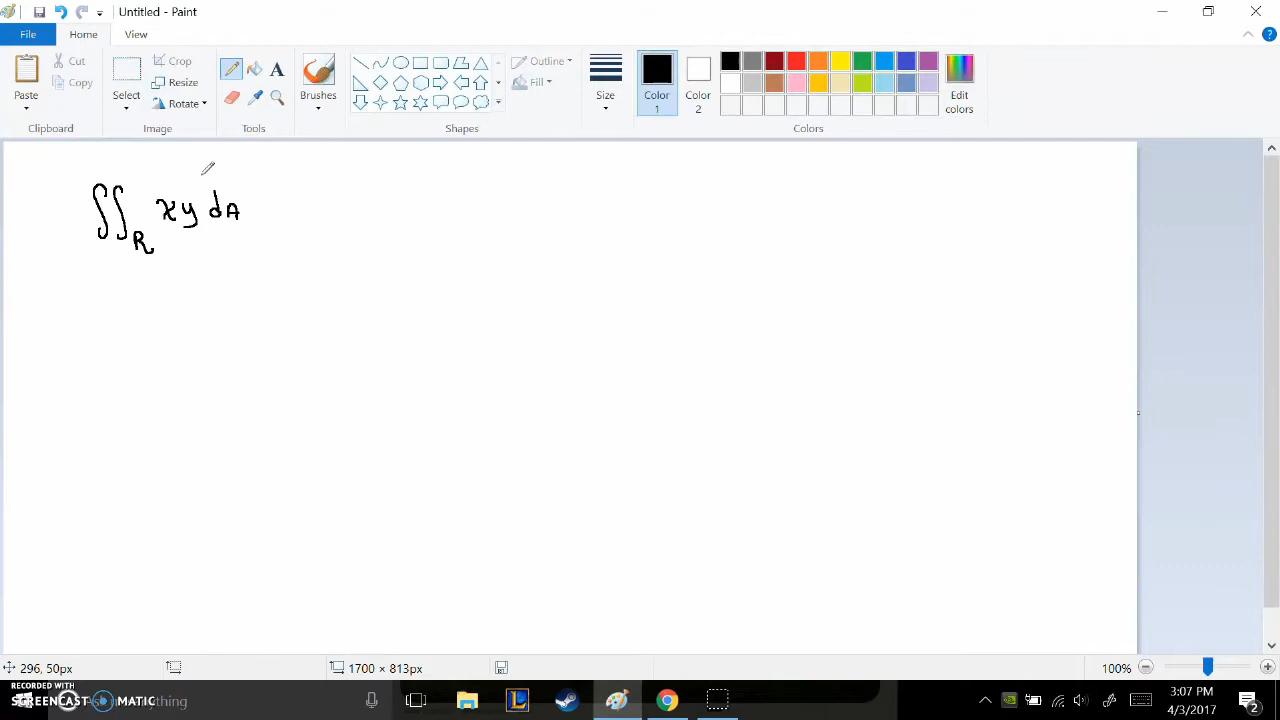 Untitled - Paint
File Home View
Paste
Cut
Copy
Clipboard
Select
Crop
Resize
Rotate
Image
Tools
Brushes
Outline
Fill
Shapes
Size
Color 1
Color 2
Edit colors
Colors
∬_R xy dA
296, 50px
1700 × 813px
100%
RECORDED WITH
SCREENCAST MATIC
3:07 PM
4/3/2017
2